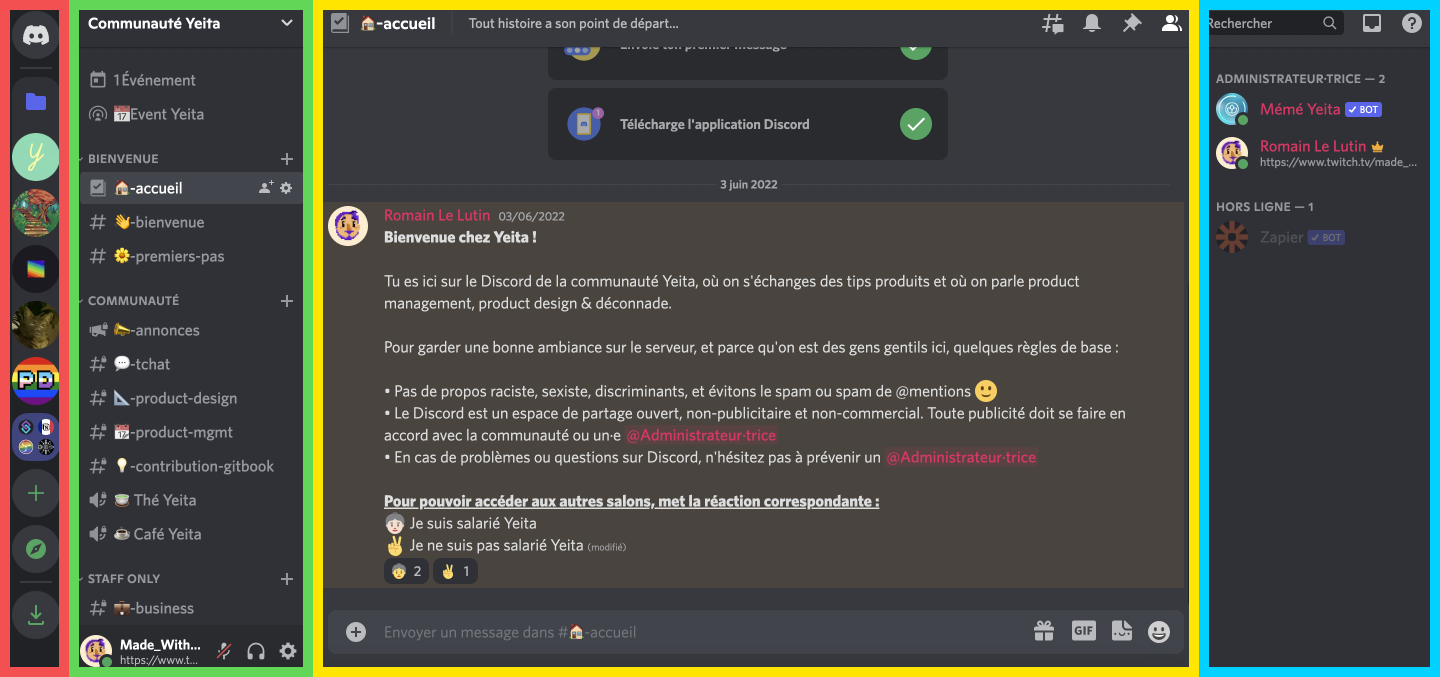 Communauté Yeita
1Événement
Event Yeita
BIENVENUE
-accueil
-bienvenue
-premiers-pas
COMMUNAUTÉ
-annonces
-tchat
-product-design
-product-mgmt
-contribution-gitbook
Thé Yeita
Café Yeita
STAFF ONLY
-business
Made_With...
https://www.t...
-accueil
Tout histoire a son point de départ...
Envoie ton premier message
Télécharge l'application Discord
3 juin 2022
Romain Le Lutin 03/06/2022
Bienvenue chez Yeita !
Tu es ici sur le Discord de la communauté Yeita, où on s'échanges des tips produits et où on parle product
management, product design & déconnade.
Pour garder une bonne ambiance sur le serveur, et parce qu'on est des gens gentils ici, quelques règles de base :
• Pas de propos raciste, sexiste, discriminants, et évitons le spam ou spam de @mentions 🙂
• Le Discord est un espace de partage ouvert, non-publicitaire et non-commercial. Toute publicité doit se faire en
accord avec la communauté ou un·e @Administrateur·trice
• En cas de problèmes ou questions sur Discord, n'hésitez pas à prévenir un @Administrateur·trice
Pour pouvoir accéder aux autres salons, met la réaction correspondante :
Je suis salarié Yeita
Je ne suis pas salarié Yeita (modifié)
2 1
Envoyer un message dans #🏠-accueil
GIF
Rechercher
ADMINISTRATEUR·TRICE — 2
Mémé Yeita BOT
Romain Le Lutin
https://www.twitch.tv/made_...
HORS LIGNE — 1
Zapier BOT
y
PD